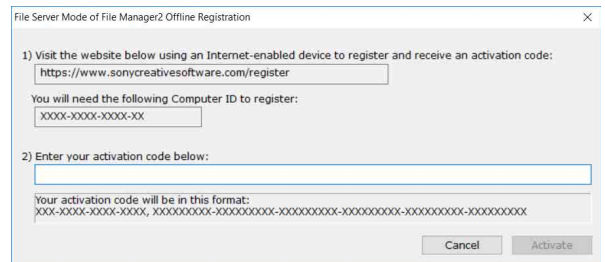 File Server Mode of File Manager2 Offline Registration
1) Visit the website below using an Internet-enabled device to register and receive an activation code:
https://www.sonycreativesoftware.com/register
You will need the following Computer ID to register:
XXXX-XXXX-XXXX-XX
2) Enter your activation code below:
Your activation code will be in this format:
XXX-XXXX-XXXX-XXXX, XXXXXXXXX-XXXXXXXXX-XXXXXXXXX-XXXXXXXXX-XXXXXXXXX-XXXXXXXXX
Cancel Activate